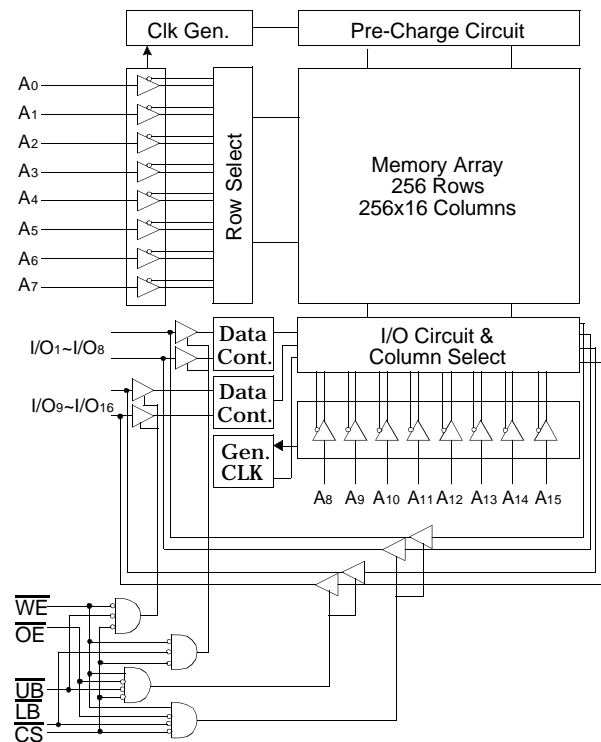 Clk Gen.
Pre-Charge Circuit
A0
A1
A2
A3
A4
A5
A6
A7
Row Select
Memory Array
256 Rows
256x16 Columns
I/O1~I/O8
Data
Cont.
I/O Circuit &
Column Select
I/O9~I/O16
Data
Cont.
Gen.
CLK
A8 A9 A10 A11 A12 A13 A14 A15
WE
OE
UB
LB
CS